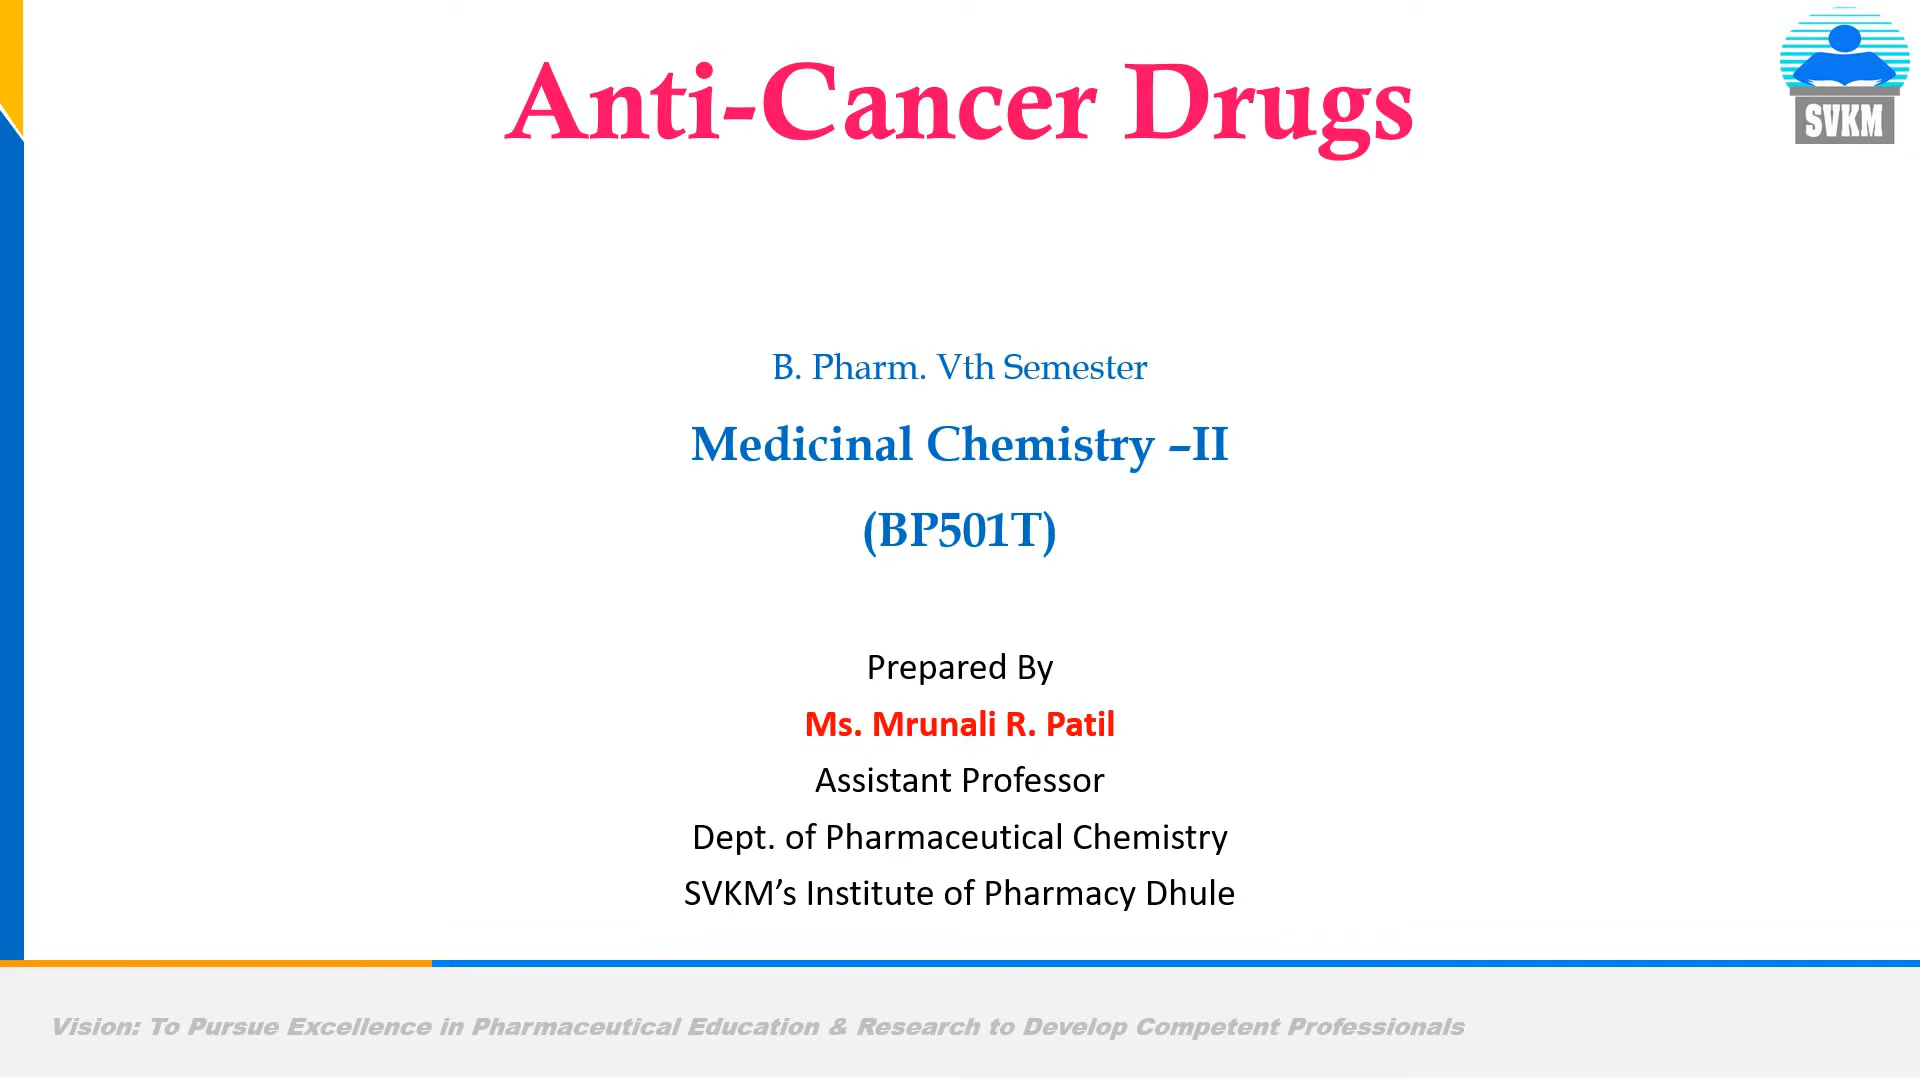 Anti-Cancer Drugs
SVKM
B. Pharm. Vth Semester
Medicinal Chemistry –II
(BP501T)
Prepared By
Ms. Mrunali R. Patil
Assistant Professor
Dept. of Pharmaceutical Chemistry
SVKM’s Institute of Pharmacy Dhule
Vision: To Pursue Excellence in Pharmaceutical Education & Research to Develop Competent Professionals